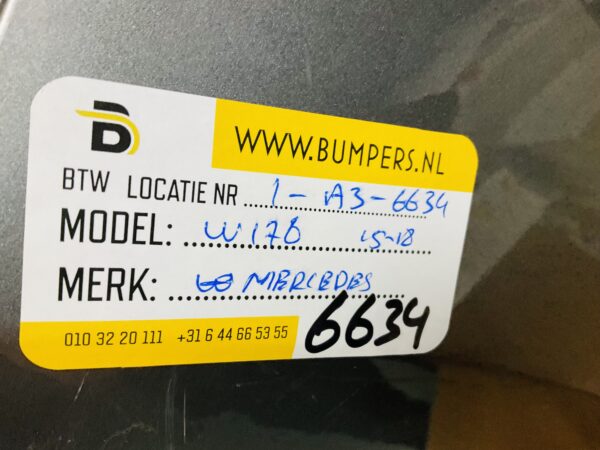 WWW.BUMPERS.NL
BTW LOCATIE NR 1-A3-6634
MODEL: W176 15-18
MERK: MERCEDES
010 32 20 111 +31 6 44 66 53 55
6634